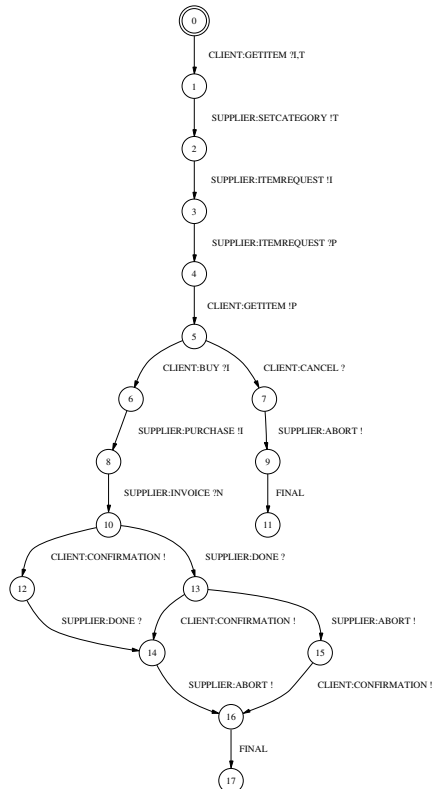 0
CLIENT:GETITEM ?I,T
1
SUPPLIER:SETCATEGORY !T
2
SUPPLIER:ITEMREQUEST !I
3
SUPPLIER:ITEMREQUEST ?P
4
CLIENT:GETITEM !P
5
CLIENT:BUY ?I CLIENT:CANCEL ?
6 7
SUPPLIER:PURCHASE !I SUPPLIER:ABORT !
8 9
SUPPLIER:INVOICE ?N FINAL
10 11
CLIENT:CONFIRMATION ! SUPPLIER:DONE ?
12 13
SUPPLIER:DONE ? CLIENT:CONFIRMATION ! SUPPLIER:ABORT !
14 15
SUPPLIER:ABORT ! CLIENT:CONFIRMATION !
16
FINAL
17